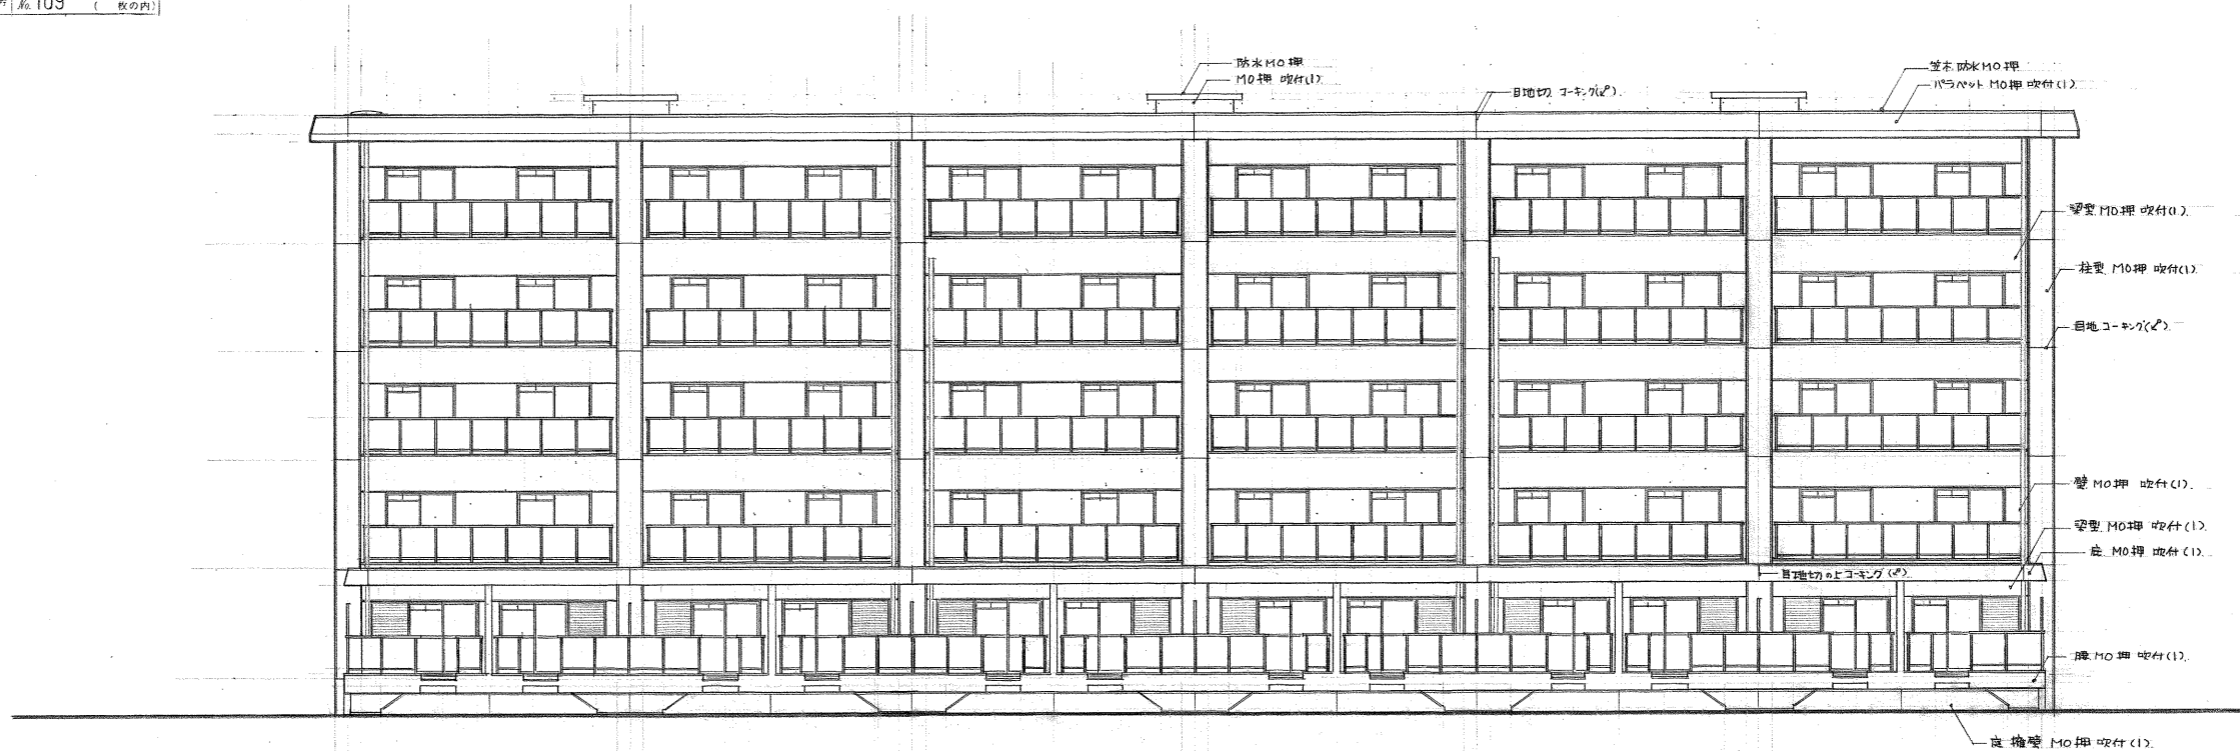 No. 109 ( 枚の内)
防水MO押
MO押 吹付(1)
目地切 コーキング(ピ)
笠木 防水MO押
パラペット MO押 吹付(1)
梁型 MO押 吹付(1)
柱型 MO押 吹付(1)
目地コーキング(ピ)
壁 MO押 吹付(1)
梁型 MO押 吹付(1)
庇 MO押 吹付(1)
目地切の上コーキング(ピ)
腰 MO押 吹付(1)
庭 擁壁 MO押 吹付(1)